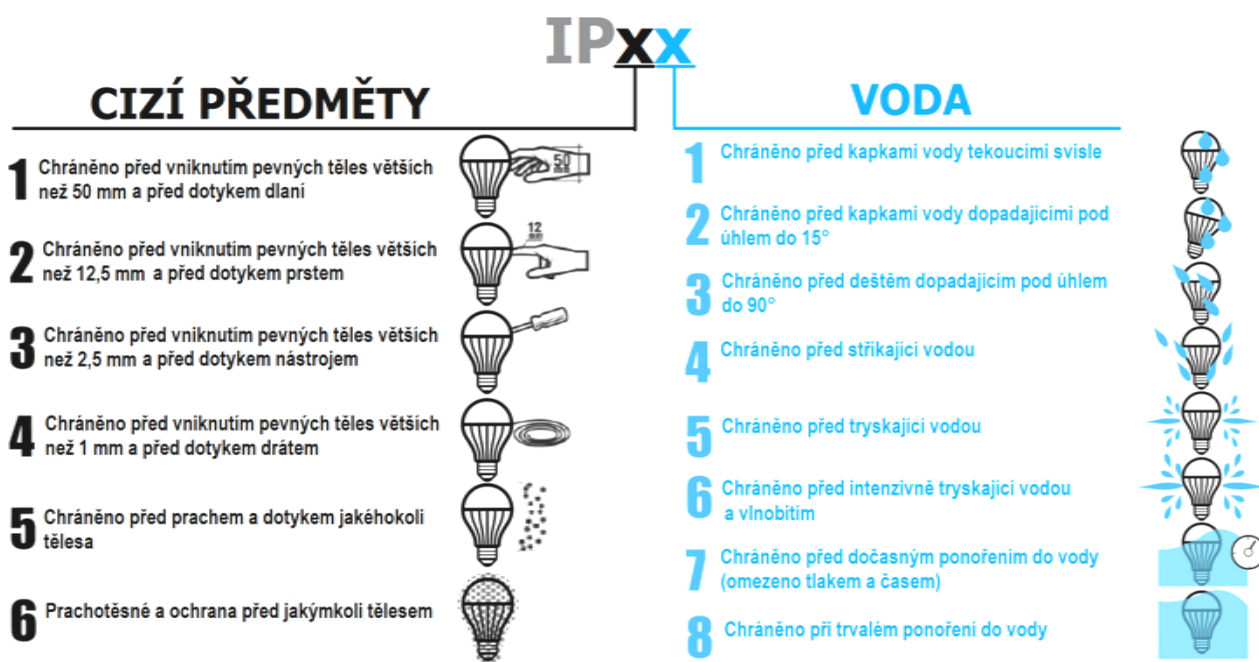 IPxx
CIZÍ PŘEDMĚTY
1 Chráněno před vniknutím pevných těles větších
než 50 mm a před dotykem dlaní
50
mm
2 Chráněno před vniknutím pevných těles větších
než 12,5 mm a před dotykem prstem
12
mm
3 Chráněno před vniknutím pevných těles větších
než 2,5 mm a před dotykem nástrojem
4 Chráněno před vniknutím pevných těles větších
než 1 mm a před dotykem drátem
5 Chráněno před prachem a dotykem jakéhokoli
tělesa
6 Prachotěsné a ochrana před jakýmkoli tělesem
VODA
1 Chráněno před kapkami vody tekoucími svisle
2 Chráněno před kapkami vody dopadajícími pod
úhlem do 15°
3 Chráněno před deštěm dopadajícím pod úhlem
do 90°
4 Chráněno před stříkající vodou
5 Chráněno před tryskající vodou
6 Chráněno před intenzivně tryskající vodou
a vlnobitím
7 Chráněno před dočasným ponořením do vody
(omezeno tlakem a časem)
8 Chráněno při trvalém ponoření do vody